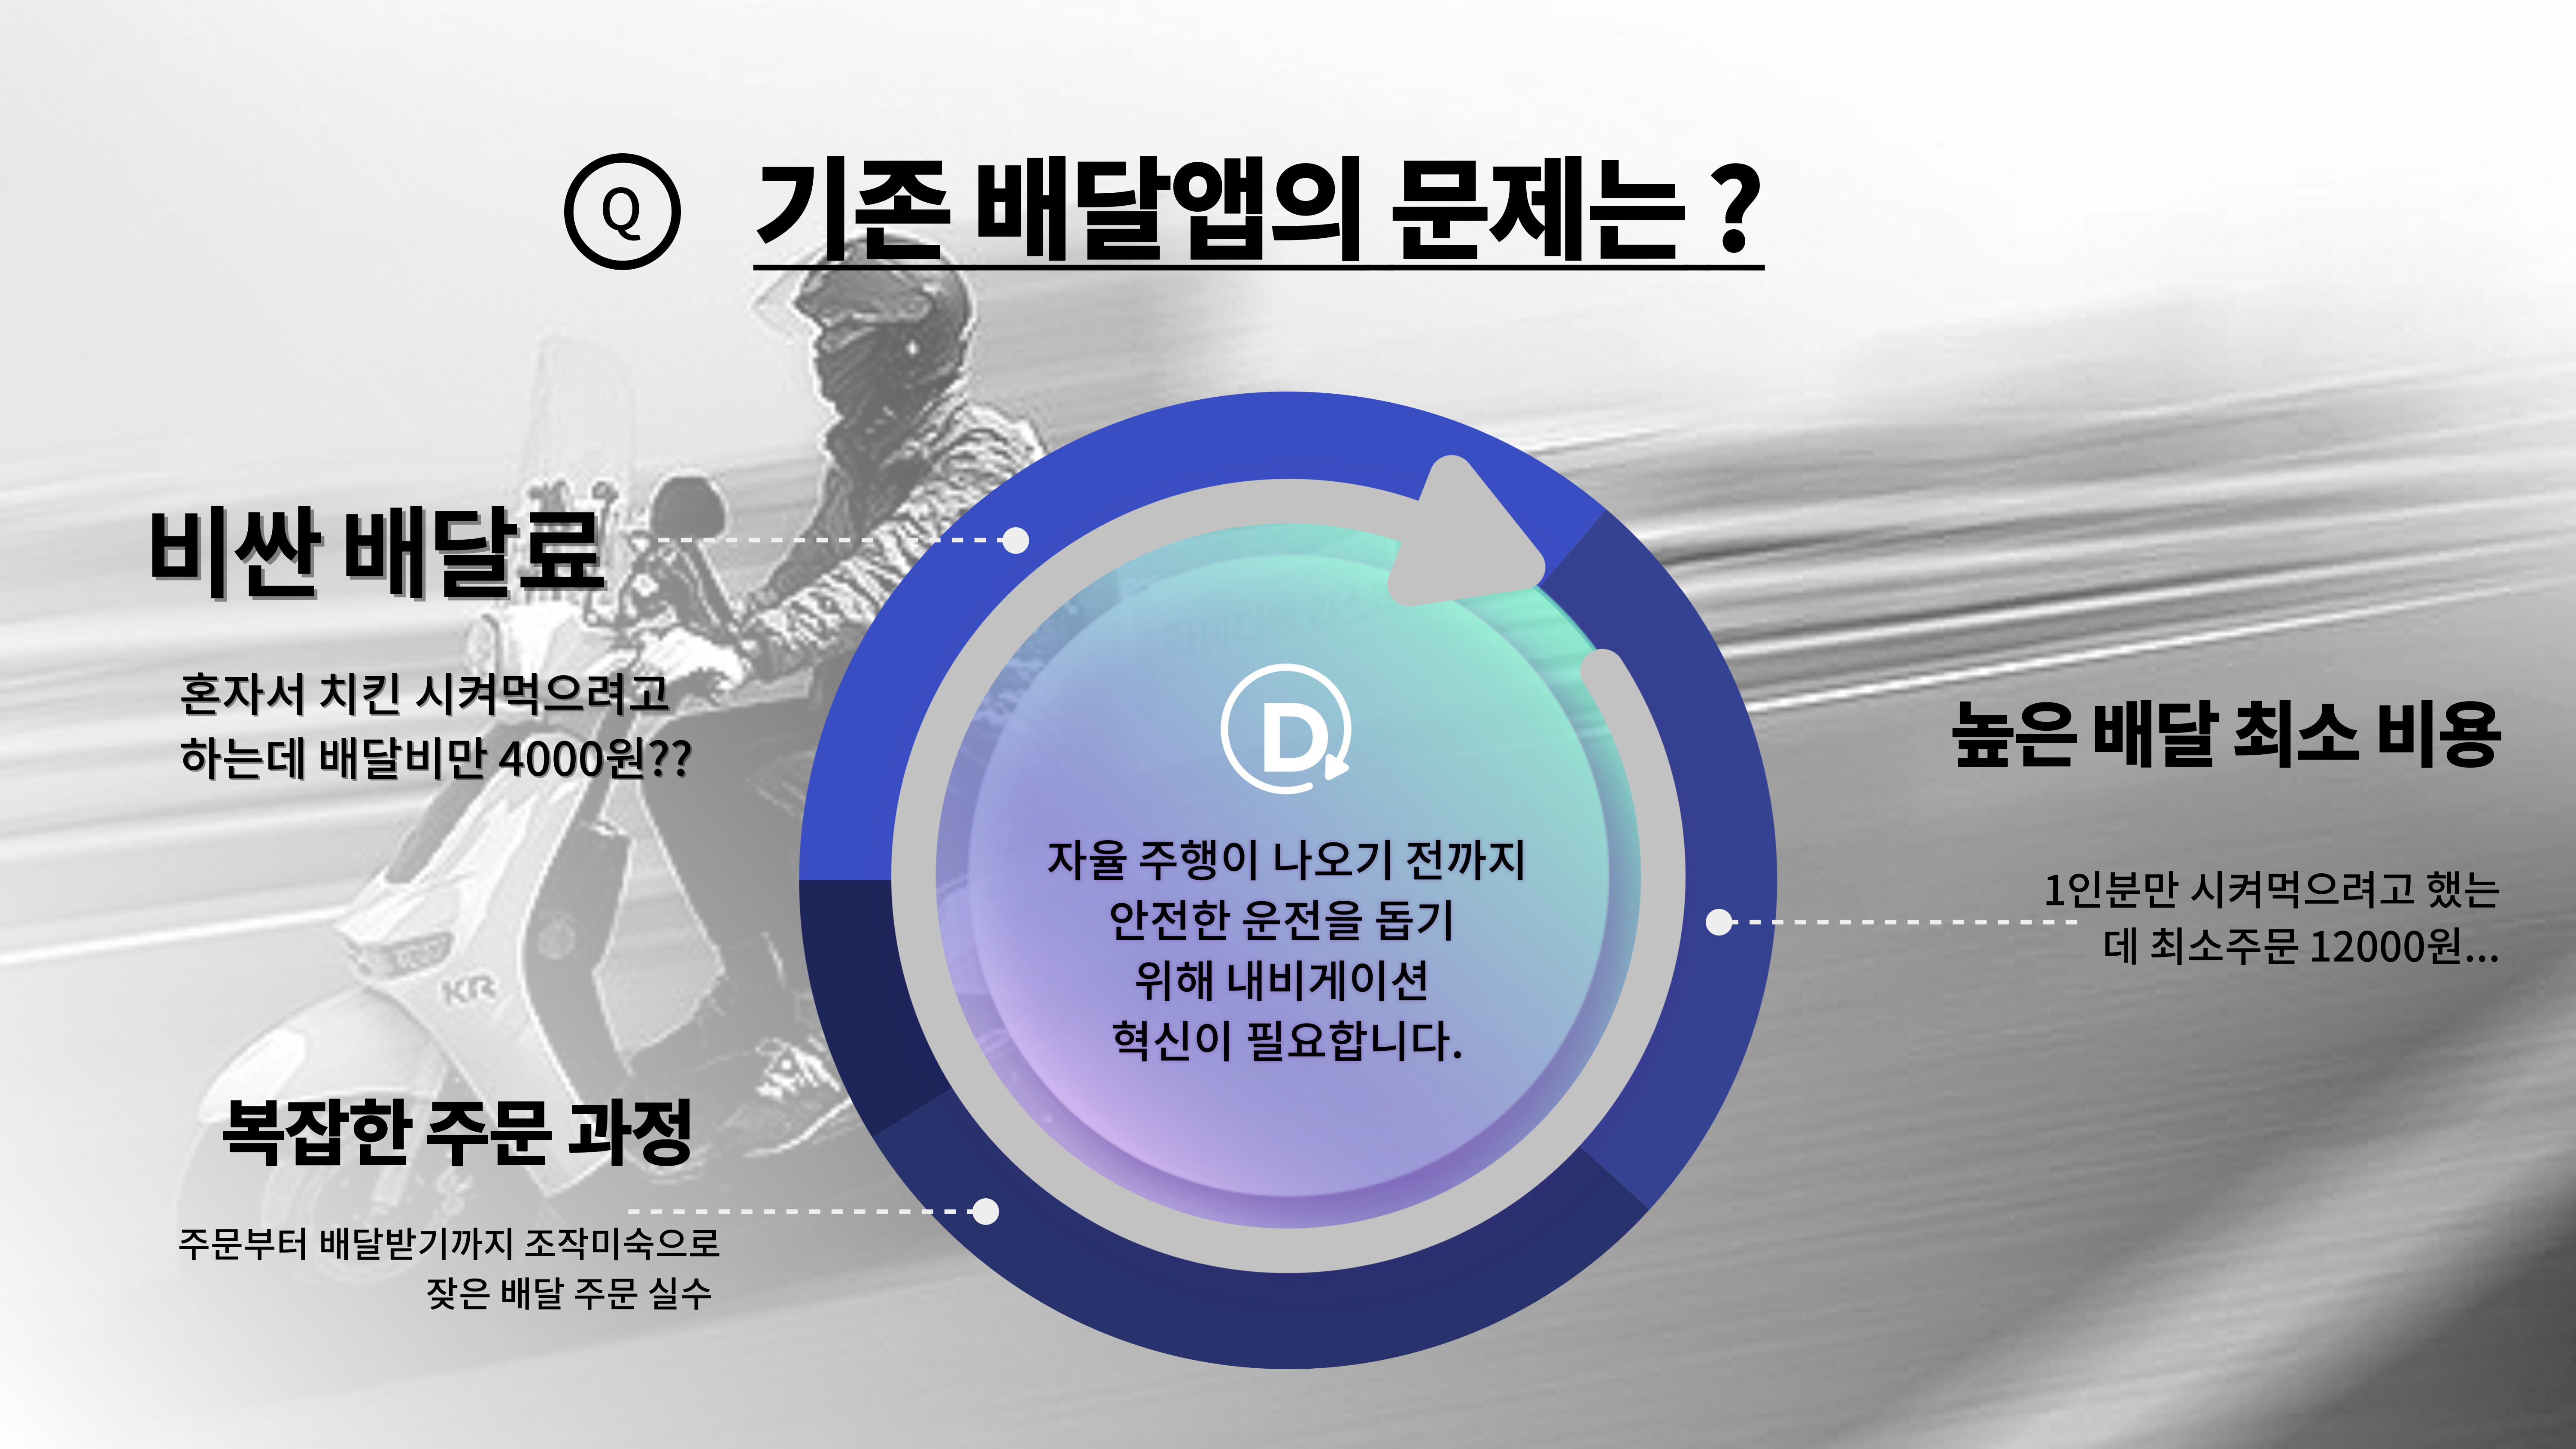 Q 기존 배달앱의 문제는 ?
비싼 배달료
혼자서 치킨 시켜먹으려고
하는데 배달비만 4000원??
높은 배달 최소 비용
1인분만 시켜먹으려고 했는
데 최소주문 12000원...
D
자율 주행이 나오기 전까지
안전한 운전을 돕기
위해 내비게이션
혁신이 필요합니다.
KR
복잡한 주문 과정
주문부터 배달받기까지 조작미숙으로
잦은 배달 주문 실수